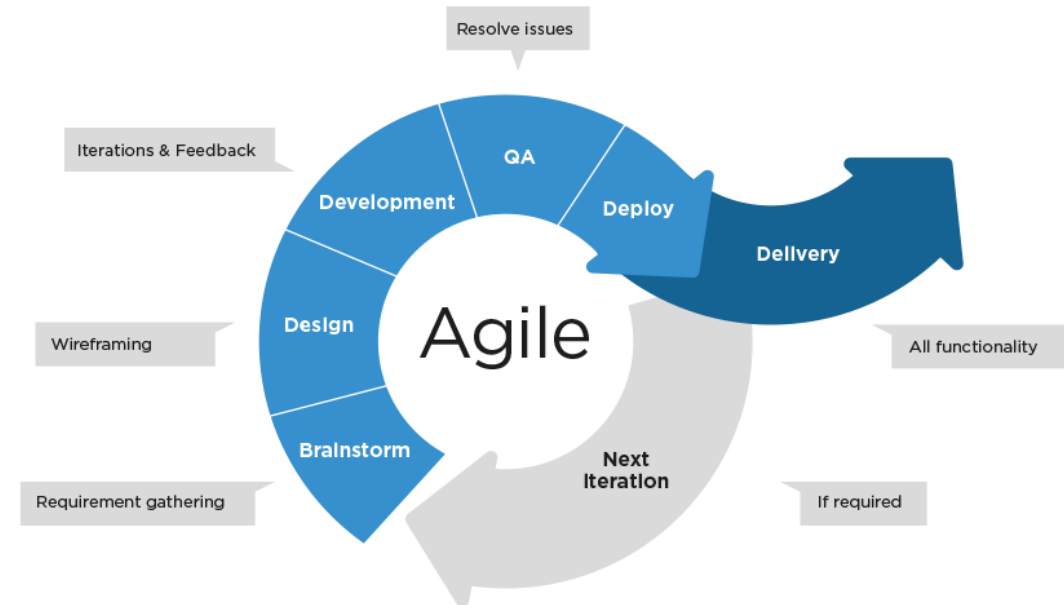 Resolve issues
Iterations & Feedback
QA
Development
Deploy
Delivery
Design
Agile
Wireframing
All functionality
Brainstorm
Next
Iteration
Requirement gathering
If required